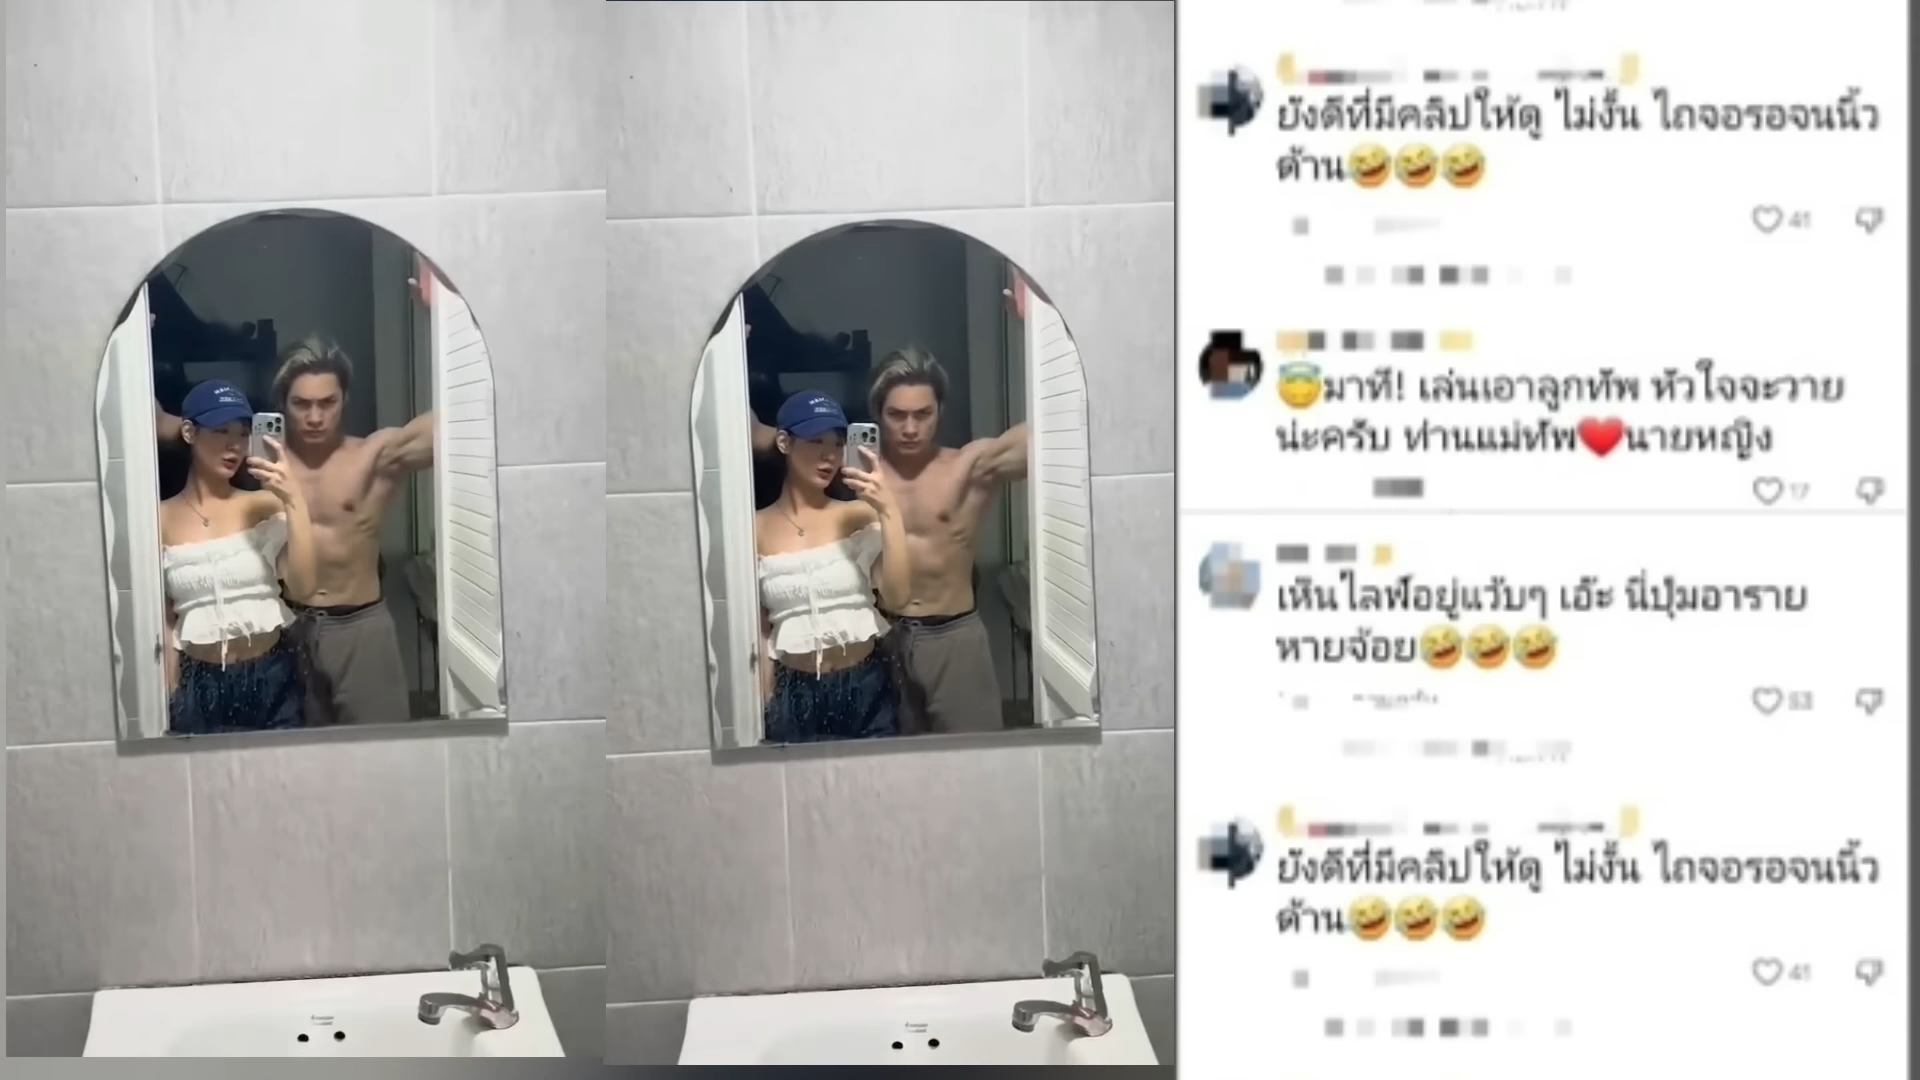 ยังดีที่มีคลิปให้ดู ไม่งั้น ไถจอรอจนนิ้ว
ด้าน🤣🤣🤣
41
😇มาที! เล่นเอาลูกทัพ หัวใจจะวาย
น่ะครับ ท่านแม่ทัพ❤️นายหญิง
17
เห็นไลฟ์อยู่แว้บๆ เอ๊ะ นี่ปุ๋มอาราย
หายจ้อย🤣🤣🤣
53
ยังดีที่มีคลิปให้ดู ไม่งั้น ไถจอรอจนนิ้ว
ด้าน🤣🤣🤣
41